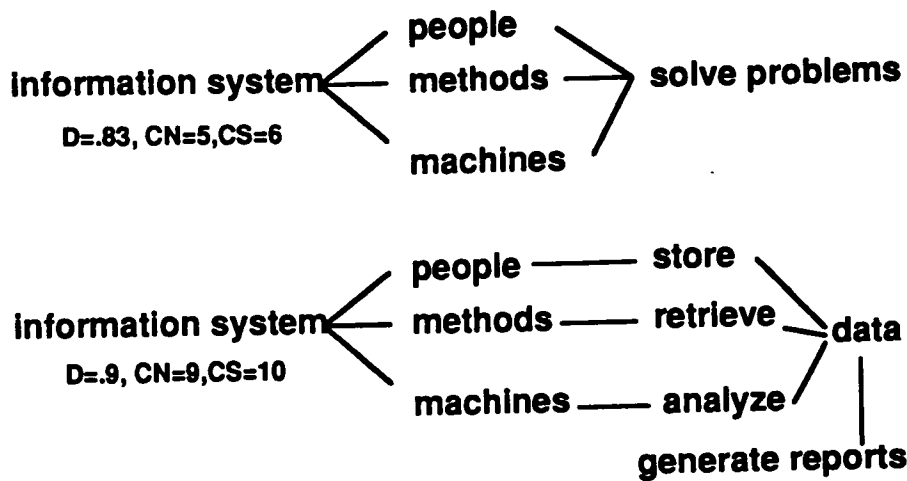 people
information system methods solve problems
D=.83, CN=5,CS=6
machines
people store
information system methods retrieve data
D=.9, CN=9,CS=10
machines analyze
generate reports